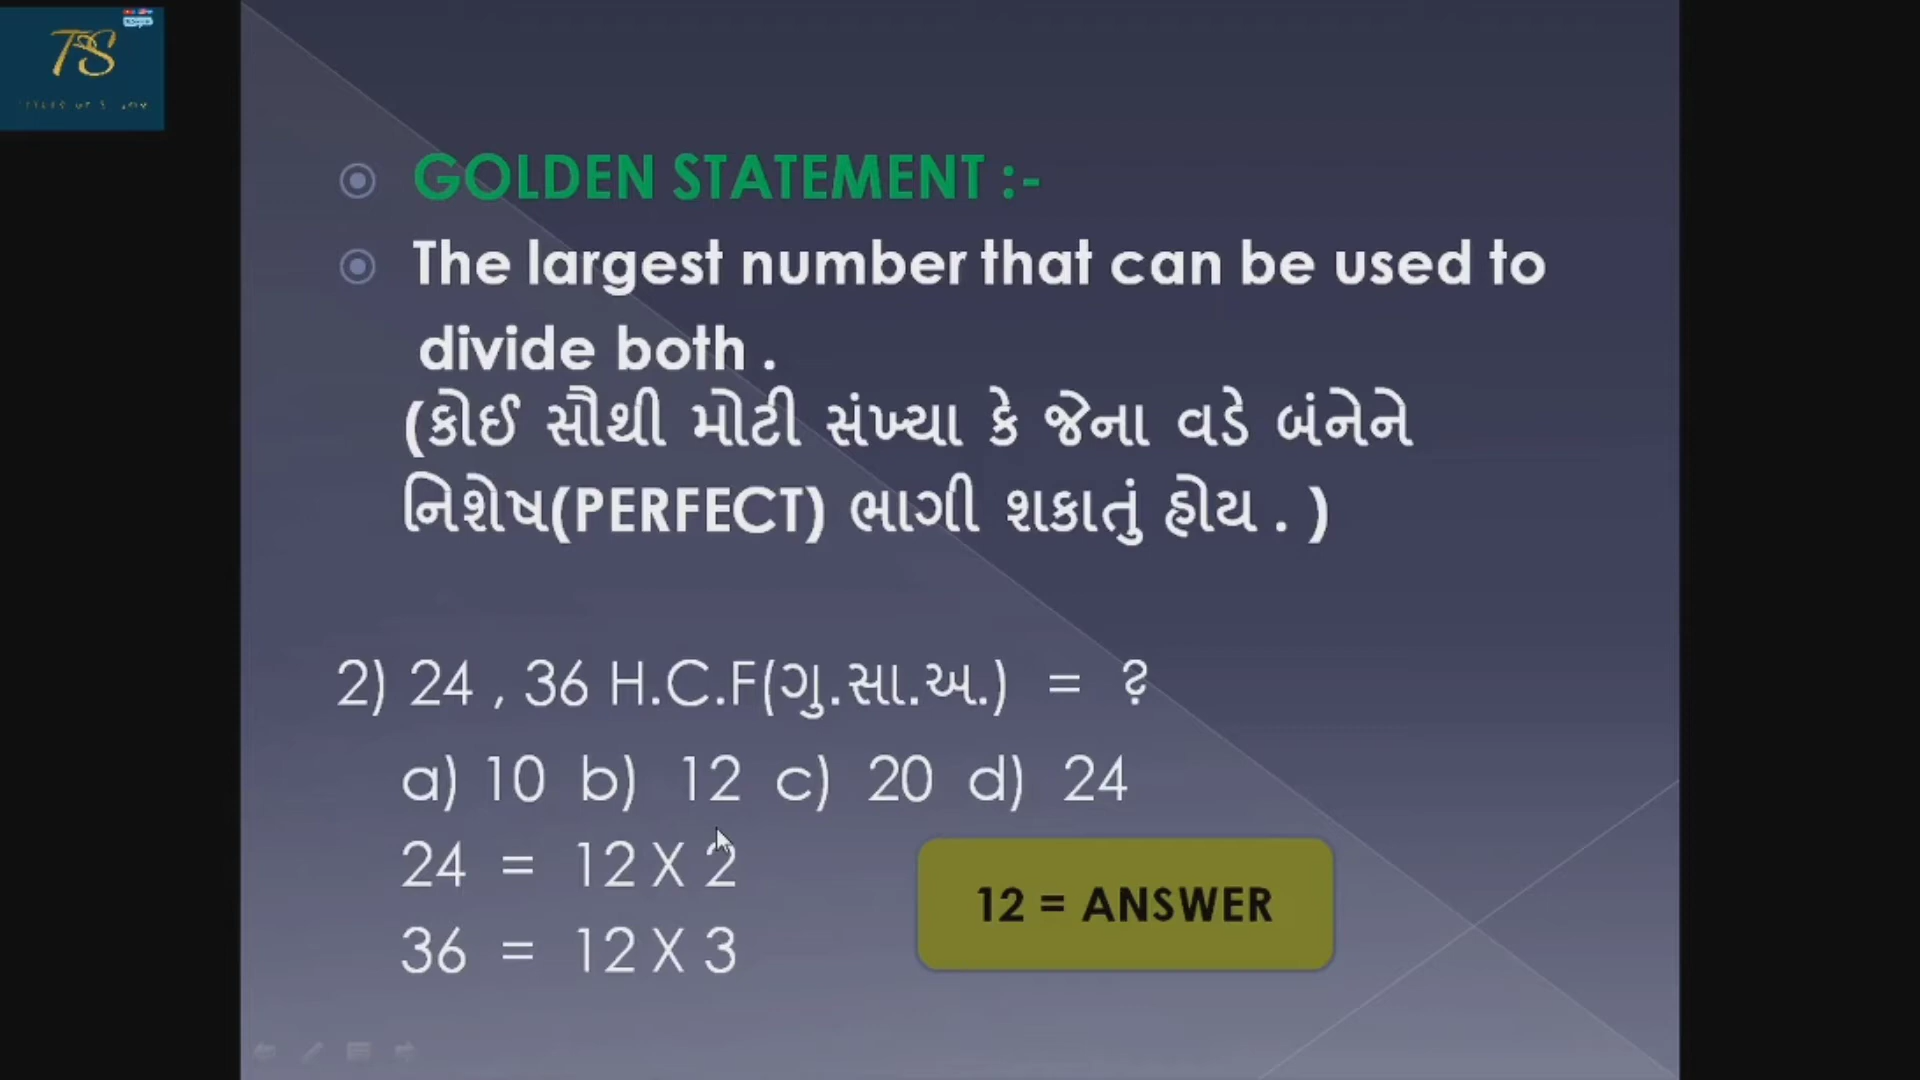 TS
GOLDEN STATEMENT :-
The largest number that can be used to
divide both .
(કોઈ સૌથી મોટી સંખ્યા કે જેના વડે બંનેને
નિશેષ(PERFECT) ભાગી શકાતું હોય . )
2) 24 , 36 H.C.F(ગુ.સા.અ.) = ?
a) 10 b) 12 c) 20 d) 24
24 = 12 X 2
36 = 12 X 3
12 = ANSWER